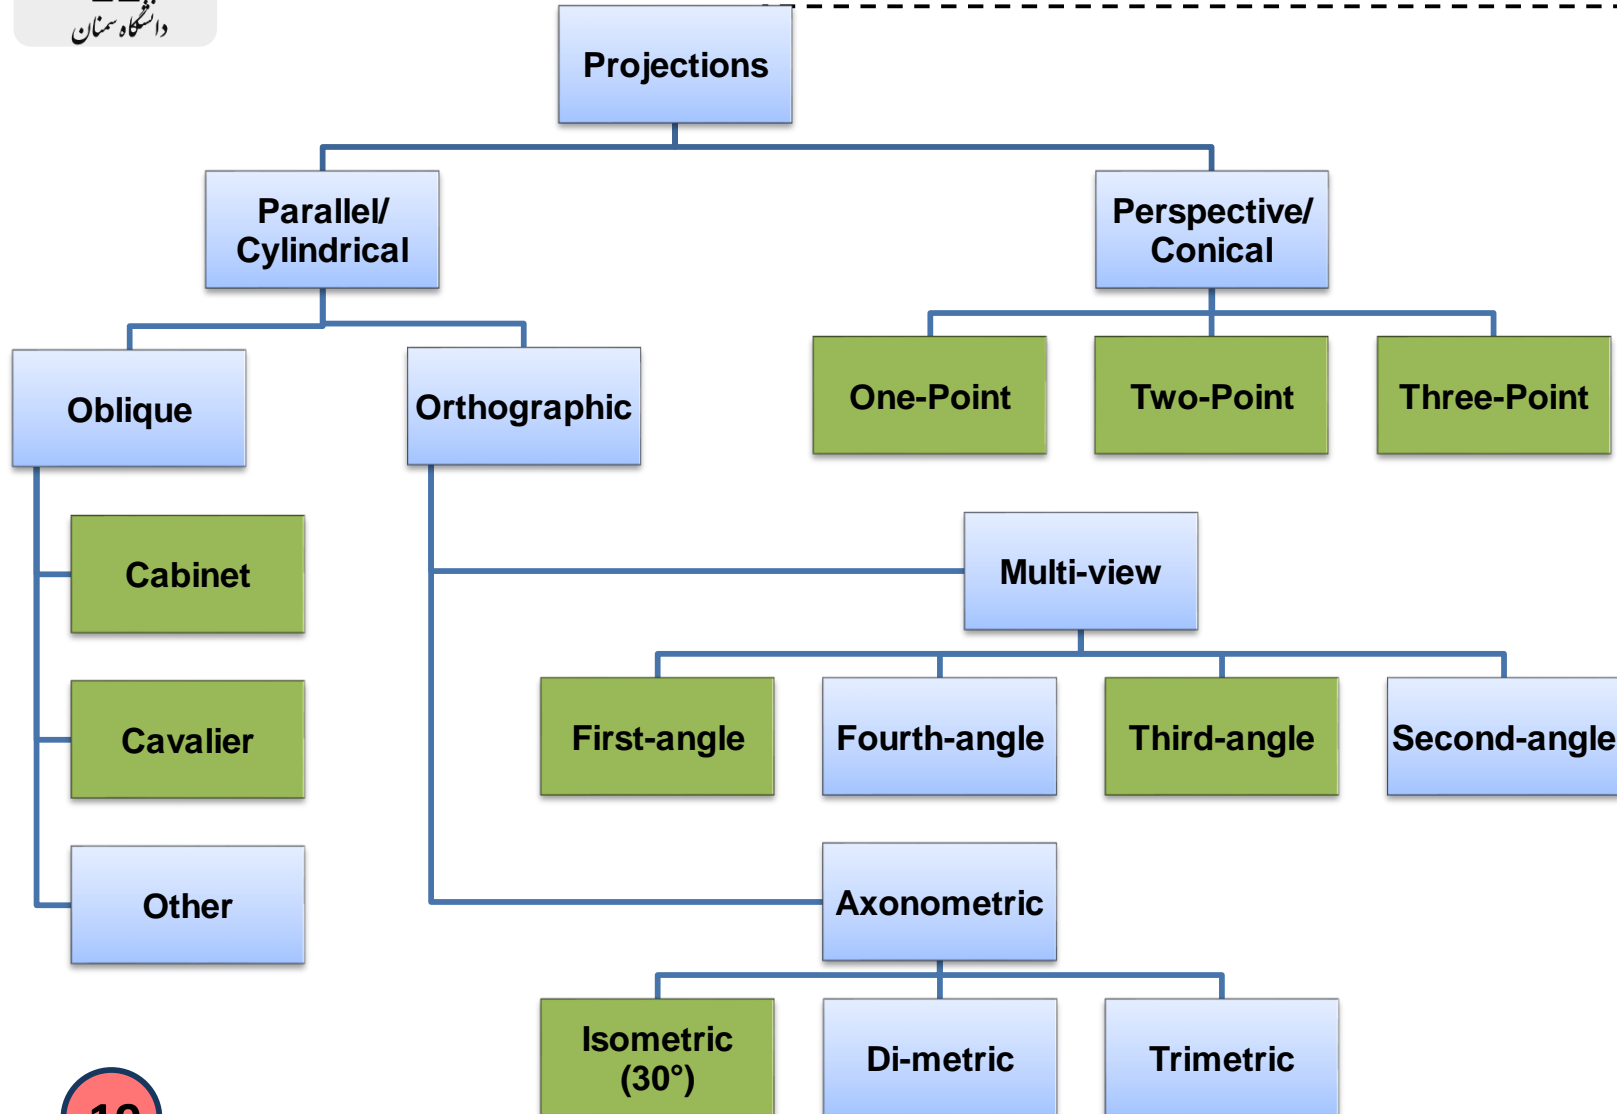 دانشگاه سمنان
Projections
Parallel/
Cylindrical
Perspective/
Conical
Oblique
Orthographic
One-Point
Two-Point
Three-Point
Cabinet
Multi-view
Cavalier
First-angle
Fourth-angle
Third-angle
Second-angle
Other
Axonometric
Isometric
(30°)
Di-metric
Trimetric